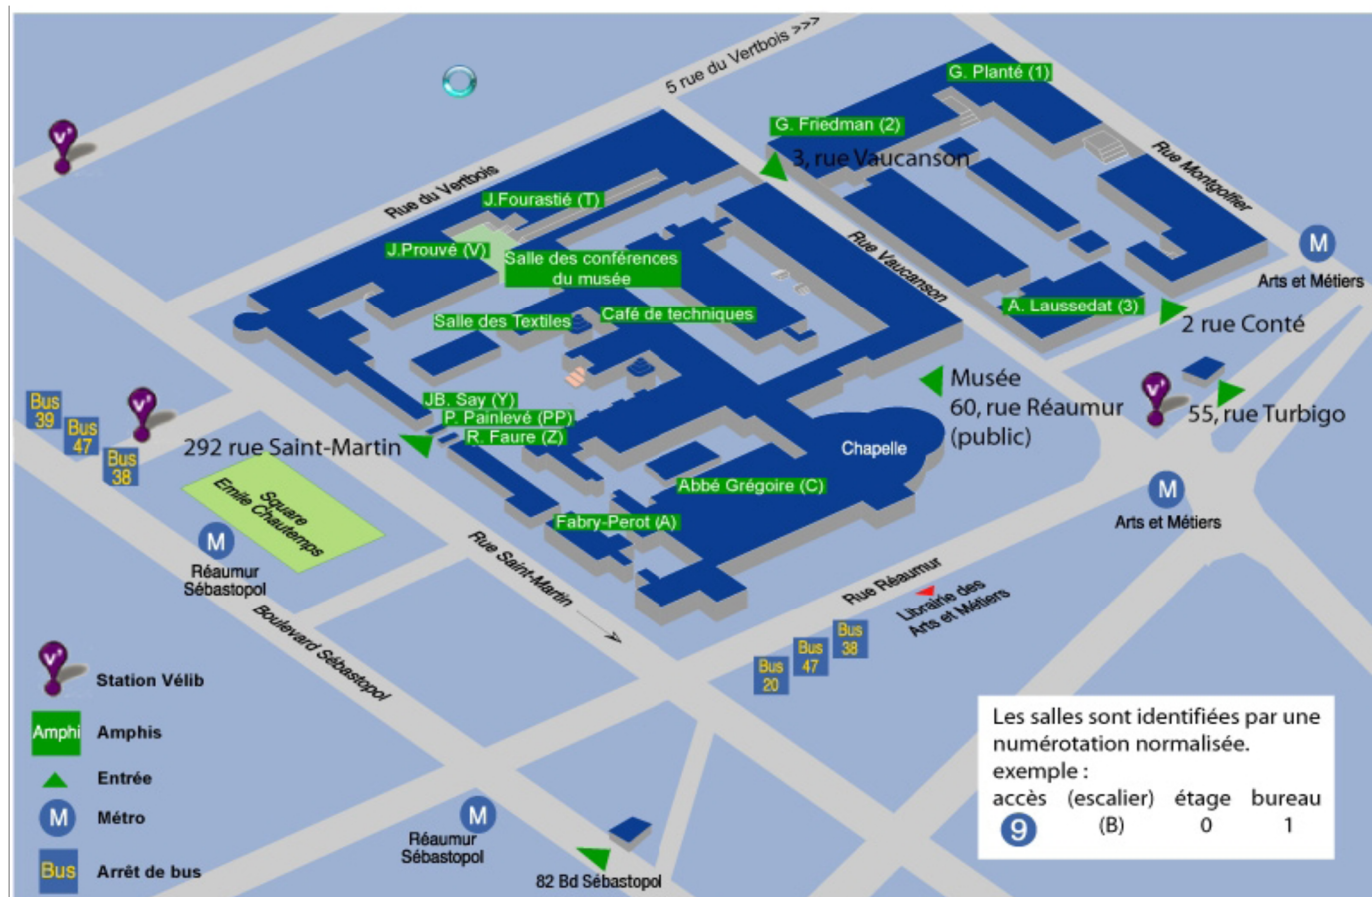 5 rue du Vertbois >>>
G. Planté (1)
G. Friedman (2)
3, rue Vaucanson
Rue Montgolfier
Rue du Vertbois
J.Fourastié (T)
J.Prouvé (V)
Salle des conférences
du musée
Rue Vaucanson
M
Arts et Métiers
A. Laussedat (3)
2 rue Conté
Salle des Textiles
Café de techniques
Musée
60, rue Réaumur
(public)
55, rue Turbigo
Bus
39
Bus
47
Bus
38
JB. Say (Y)
P. Painlevé (PP)
R. Faure (Z)
292 rue Saint-Martin
Chapelle
Abbé Grégoire (C)
Fabry-Perot (A)
Square
Emile Chautemps
M
Arts et Métiers
M
Réaumur
Sébastopol
Rue Saint-Martin
Rue Réaumur
Librairie des
Arts et Métiers
Boulevard Sébastopol
Bus
20
Bus
47
Bus
38
Station Vélib
Amphi Amphis
Entrée
M Métro
Bus Arrêt de bus
M
Réaumur
Sébastopol
82 Bd Sébastopol
Les salles sont identifiées par une
numérotation normalisée.
exemple :
accès (escalier) étage bureau
9 (B) 0 1